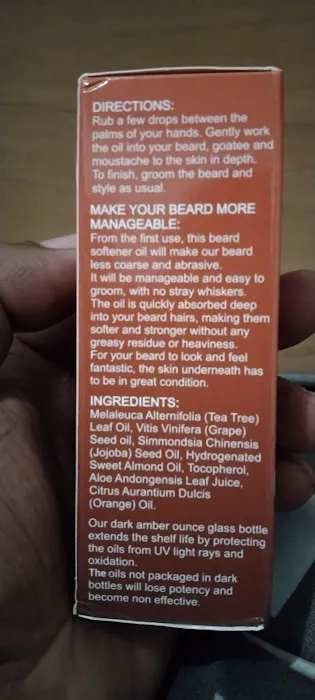 DIRECTIONS:
Rub a few drops between the
palms of your hands. Gently work
the oil into your beard, goatee and
moustache to the skin in depth.
To finish, groom the beard and
style as usual.
MAKE YOUR BEARD MORE
MANAGEABLE:
From the first use, this beard
softener oil will make our beard
less coarse and abrasive.
It will be manageable and easy to
groom, with no stray whiskers.
The oil is quickly absorbed deep
into your beard hairs, making them
softer and stronger without any
greasy residue or heaviness.
For your beard to look and feel
fantastic, the skin underneath has
to be in great condition.
INGREDIENTS:
Melaleuca Alternifolia (Tea Tree)
Leaf Oil, Vitis Vinifera (Grape)
Seed oil, Simmondsia Chinensis
(Jojoba) Seed Oil, Hydrogenated
Sweet Almond Oil, Tocopherol,
Aloe Andongensis Leaf Juice,
Citrus Aurantium Dulcis
(Orange) Oil.
Our dark amber ounce glass bottle
extends the shelf life by protecting
the oils from UV light rays and
oxidation.
The oils not packaged in dark
bottles will lose potency and
become non effective.